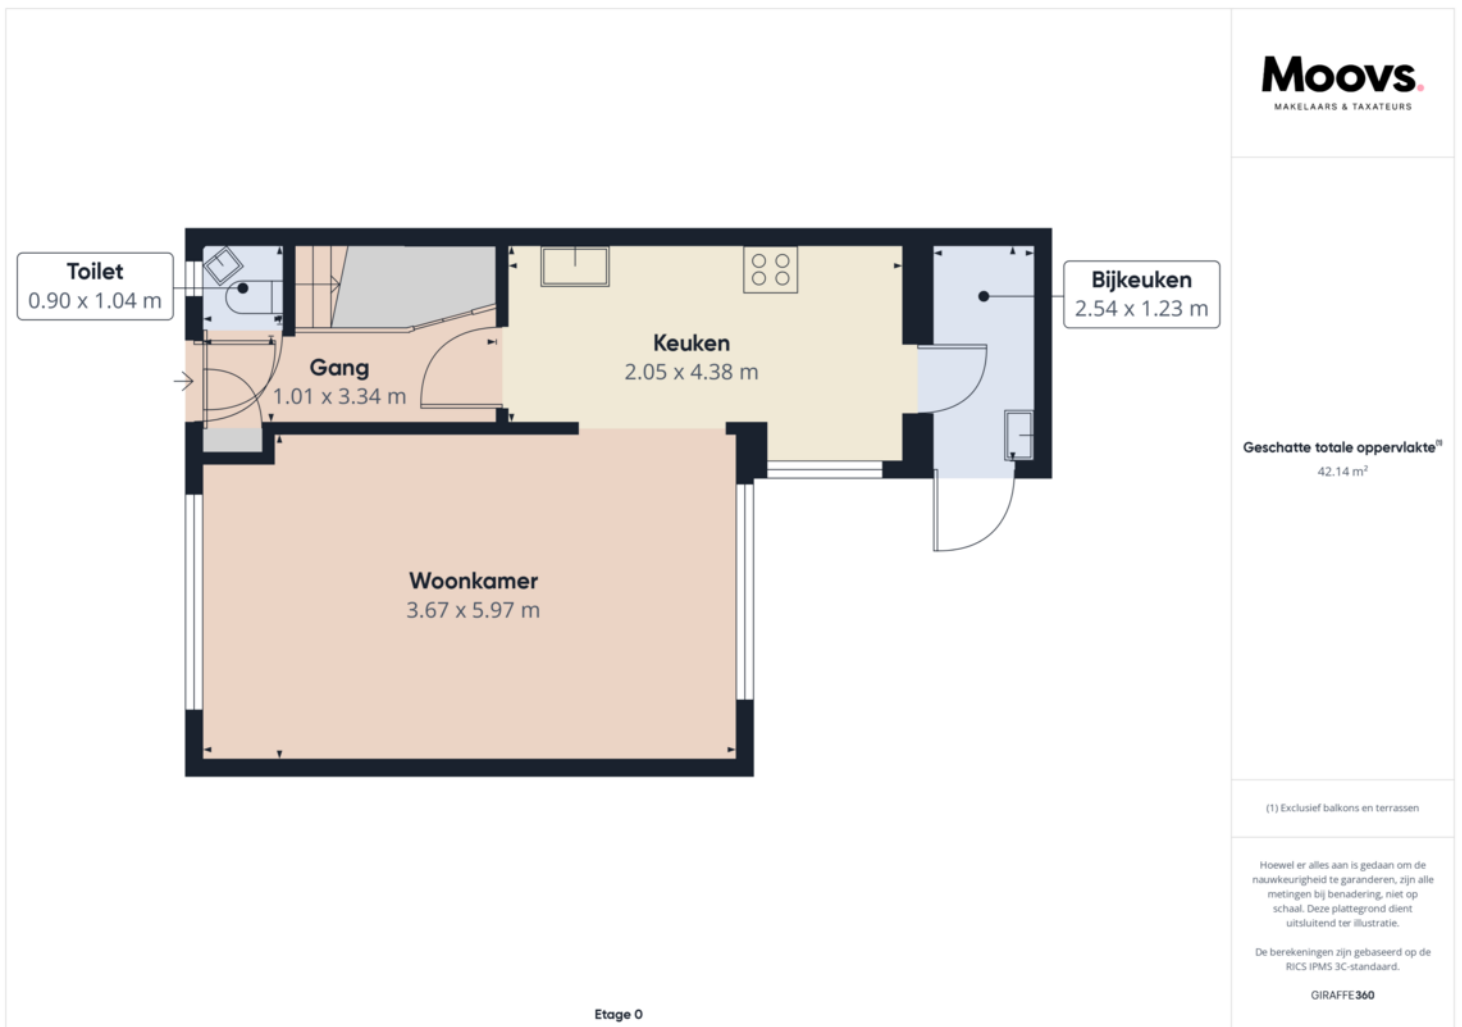 Moovs.
MAKELAARS & TAXATEURS
Toilet
0.90 x 1.04 m
Bijkeuken
2.54 x 1.23 m
Keuken
2.05 x 4.38 m
Gang
1.01 x 3.34 m
Woonkamer
3.67 x 5.97 m
Geschatte totale oppervlakte(1)
42.14 m²
(1) Exclusief balkons en terrassen
Hoewel er alles aan is gedaan om de
nauwkeurigheid te garanderen, zijn alle
metingen bij benadering, niet op
schaal. Deze plattegrond dient
uitsluitend ter illustratie.
De berekeningen zijn gebaseerd op de
RICS IPMS 3C-standaard.
GIRAFFE360
Etage 0